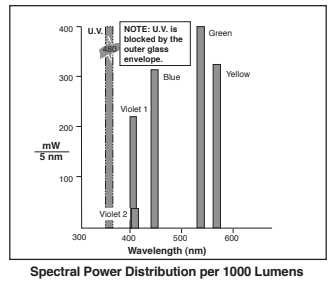 400
U.V.
NOTE: U.V. is
blocked by the
outer glass
envelope.
Green
480
300
Blue
Yellow
Violet 1
200
mW
5 nm
100
Violet 2
300
400
500
600
Wavelength (nm)
Spectral Power Distribution per 1000 Lumens